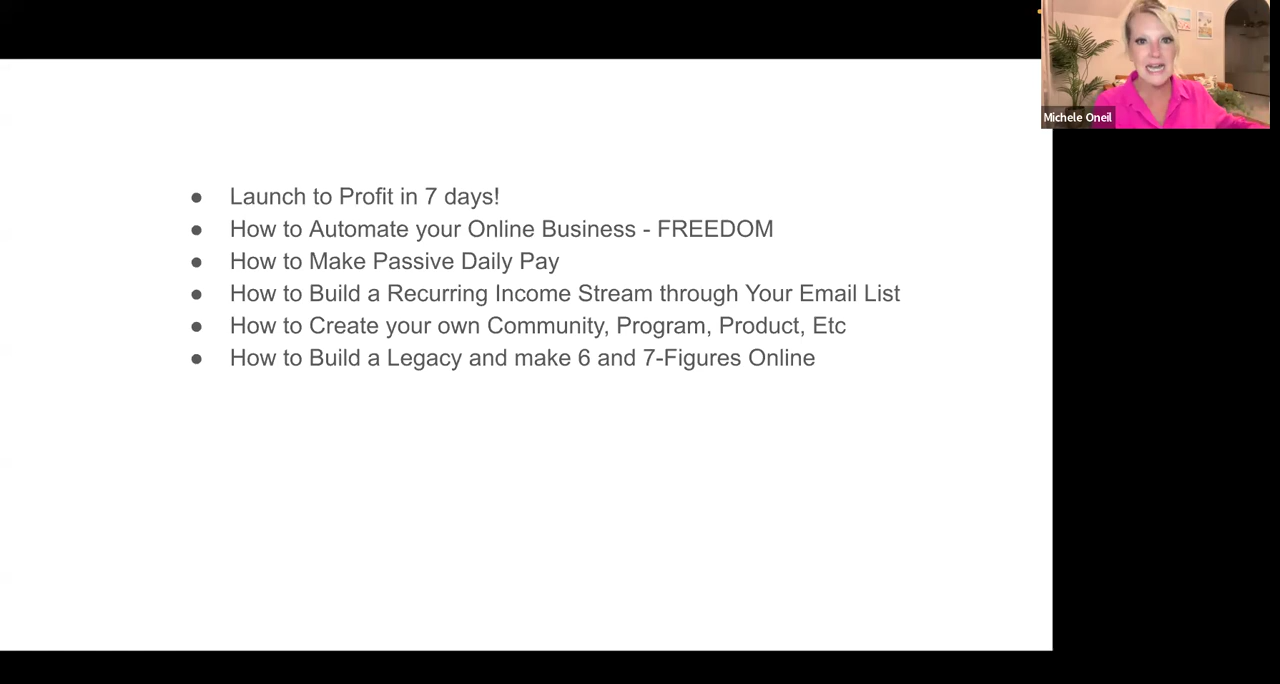 Michele Oneil
● Launch to Profit in 7 days!
● How to Automate your Online Business - FREEDOM
● How to Make Passive Daily Pay
● How to Build a Recurring Income Stream through Your Email List
● How to Create your own Community, Program, Product, Etc
● How to Build a Legacy and make 6 and 7-Figures Online